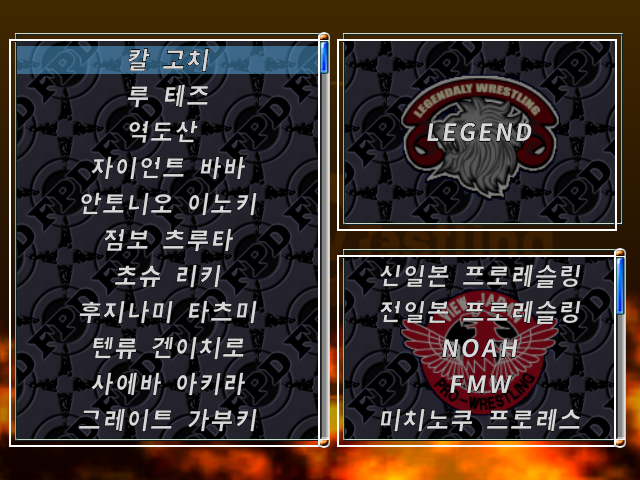 칼 고치
루 테즈
역도산
자이언트 바바
안토니오 이노키
점보 츠루타
초슈 리키
후지나미 타츠미
텐류 겐이치로
사에바 아키라
그레이트 가부키
LEGENDALY WRESTLING
LEGEND
신일본 프로레슬링
전일본 프로레슬링
NOAH
FMW
미치노쿠 프로레스
PRO-WRESTLING